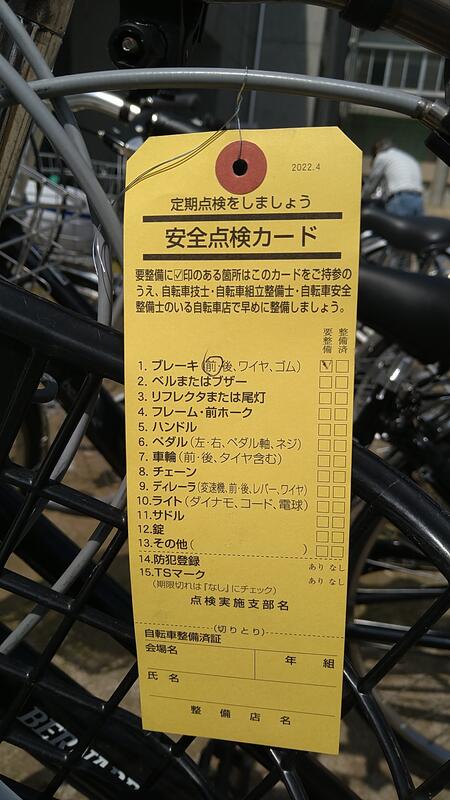 2022.4
定期点検をしましょう
安全点検カード
要整備に☑印のある箇所はこのカードをご持参の
うえ、自転車技士・自転車組立整備士・自転車安全
整備士のいる自転車店で早めに整備しましょう。
要整備 整備済
1. ブレーキ(前・後、ワイヤ、ゴム)
2. ベルまたはブザー
3. リフレクタまたは尾灯
4. フレーム・前ホーク
5. ハンドル
6. ペダル(左・右、ペダル軸、ネジ)
7. 車輪(前・後、タイヤ含む)
8. チェーン
9. ディレーラ(変速機、前・後、レバー、ワイヤ)
10. ライト(ダイナモ、コード、電球)
11. サドル
12. 錠
13. その他( )
14. 防犯登録 あり なし
15. TSマーク あり なし
(期限切れは『なし』にチェック)
点検実施支部名
(切りとり)
自転車整備済証
会場名
年 組
氏 名
整 備 店 名